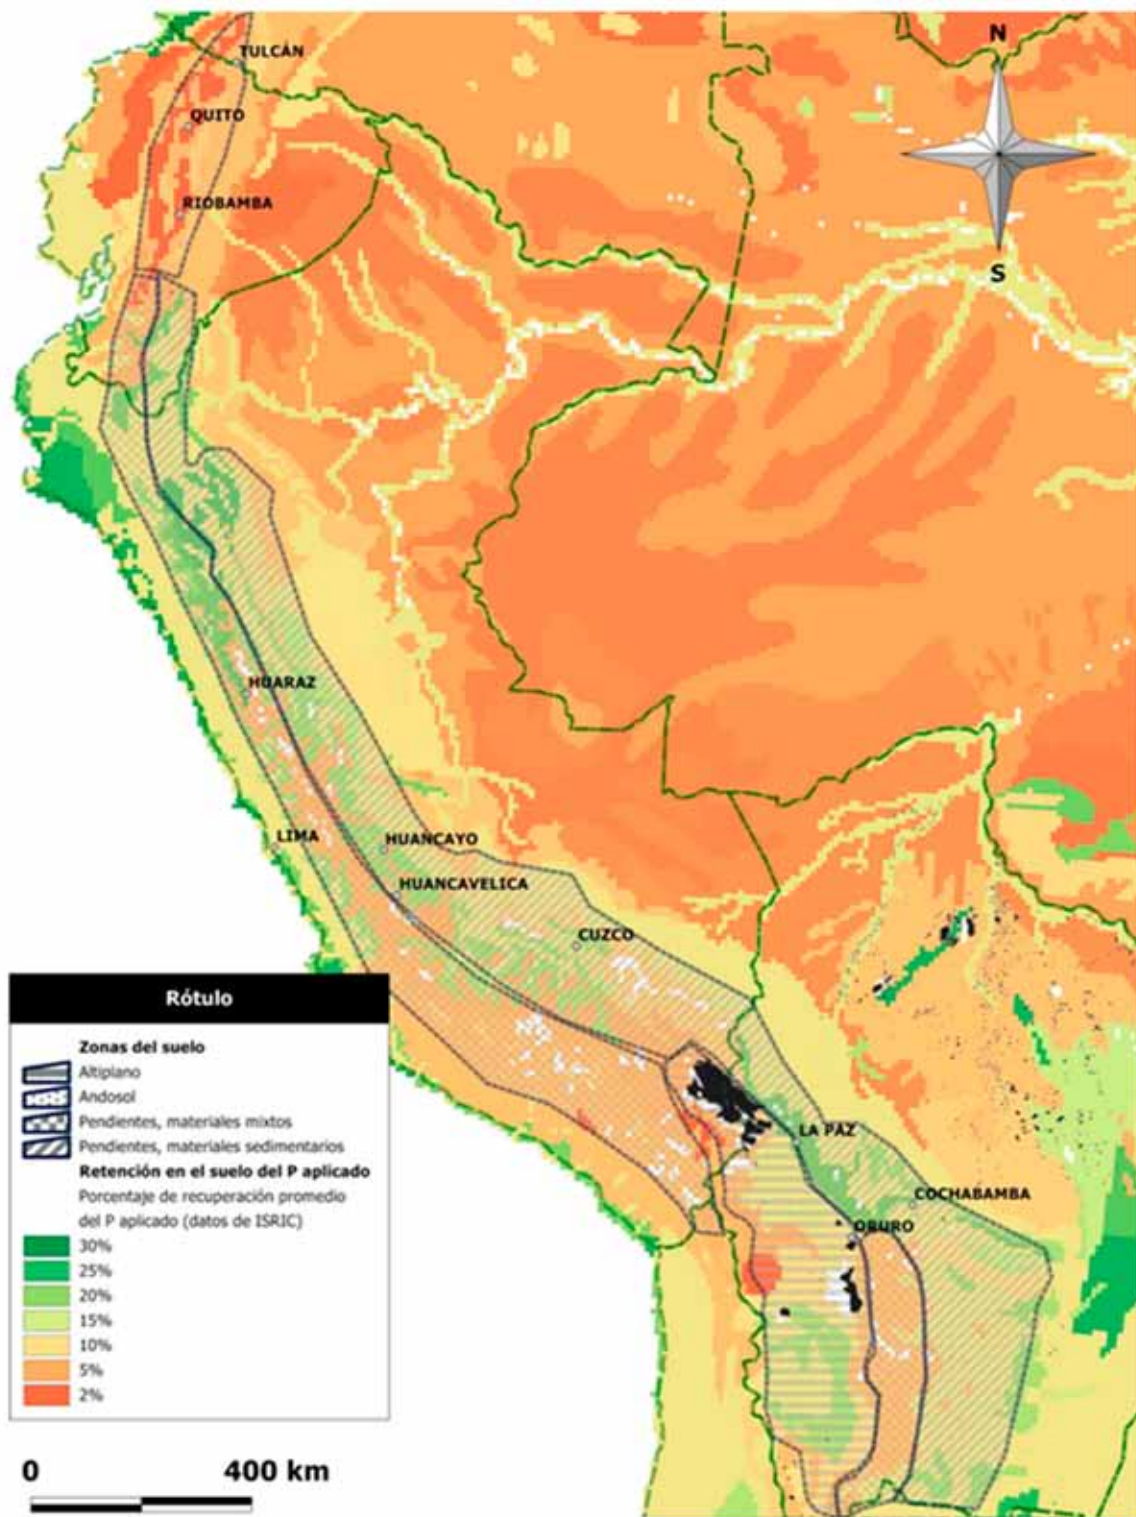 N
TULCÁN
QUITO
RIOBAMBA
S
HUARAZ
LIMA
HUANCAYO
HUANCAVELICA
CUZCO
LA PAZ
COCHABAMBA
ORURO
Rótulo
Zonas del suelo
Altiplano
Andosol
Pendientes, materiales mixtos
Pendientes, materiales sedimentarios
Retención en el suelo del P aplicado
Porcentaje de recuperación promedio
del P aplicado (datos de ISRIC)
30%
25%
20%
15%
10%
5%
2%
0 400 km